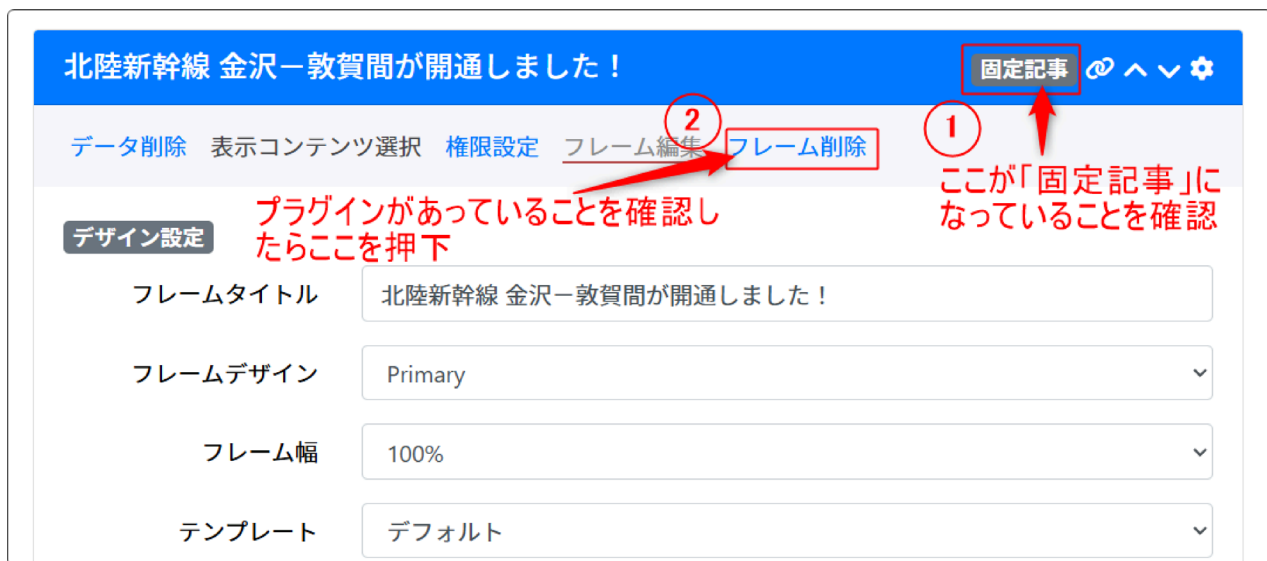 北陸新幹線 金沢－敦賀間が開通しました！ 固定記事
データ削除 表示コンテンツ選択 権限設定 フレーム編集 フレーム削除
2
1
ここが「固定記事」に
なっていることを確認
プラグインがあっていることを確認し
たらここを押下
デザイン設定
フレームタイトル 北陸新幹線 金沢－敦賀間が開通しました！
フレームデザイン Primary
フレーム幅 100%
テンプレート デフォルト